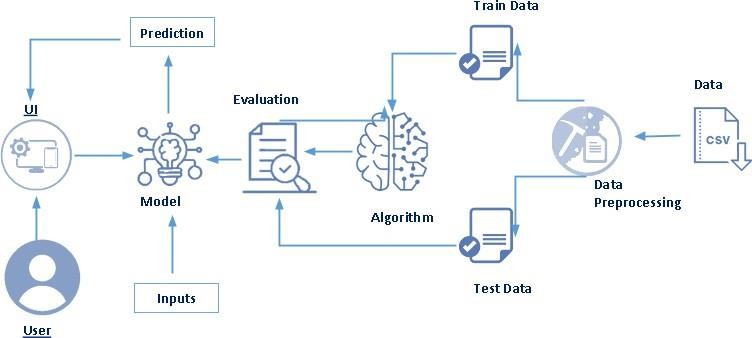 Train Data
Prediction
Data
Evaluation
UI
CSV
Model
Algorithm
Data
Preprocessing
Inputs
Test Data
User